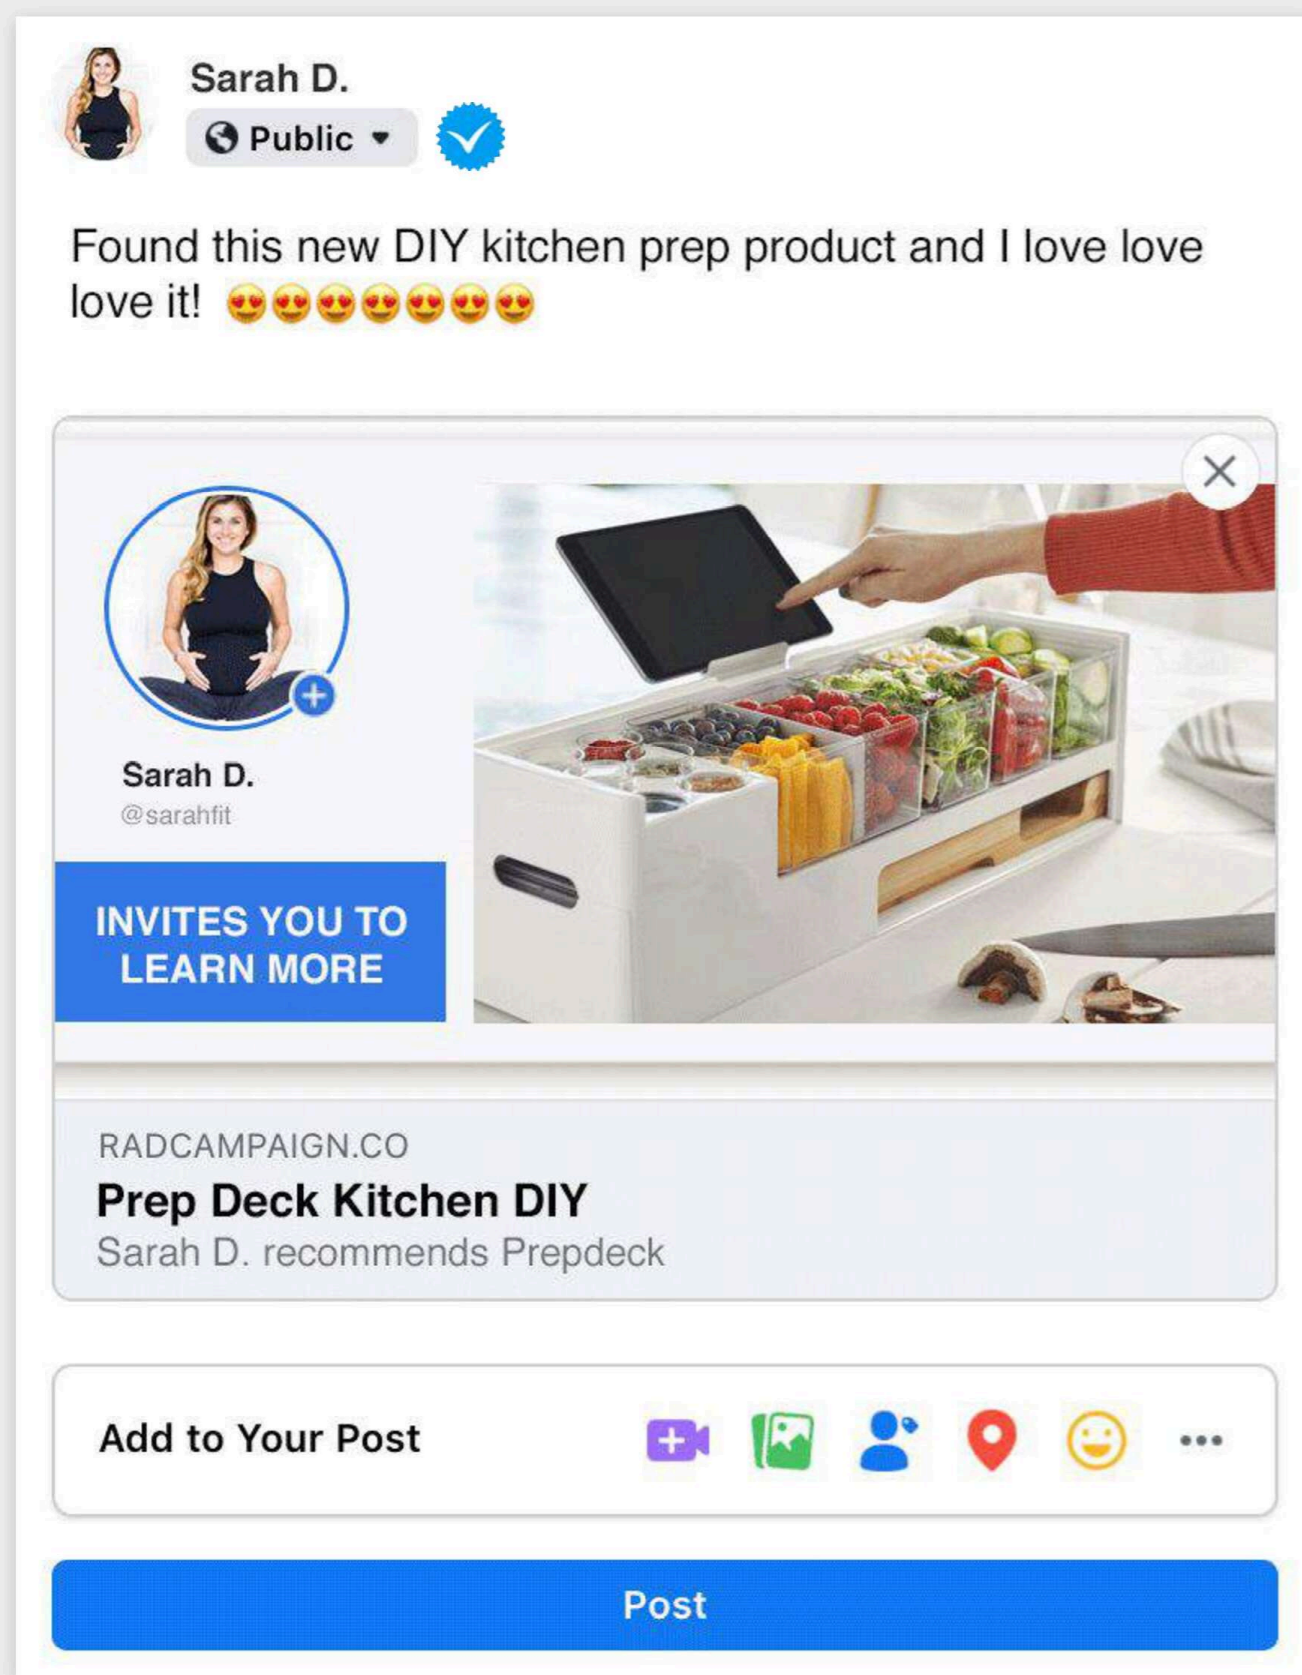 Sarah D.
Public
Found this new DIY kitchen prep product and I love love
love it! 😍😍😍😍😍😍😍
Sarah D.
@sarahfit
INVITES YOU TO
LEARN MORE
RADCAMPAIGN.CO
Prep Deck Kitchen DIY
Sarah D. recommends Prepdeck
Add to Your Post
Post